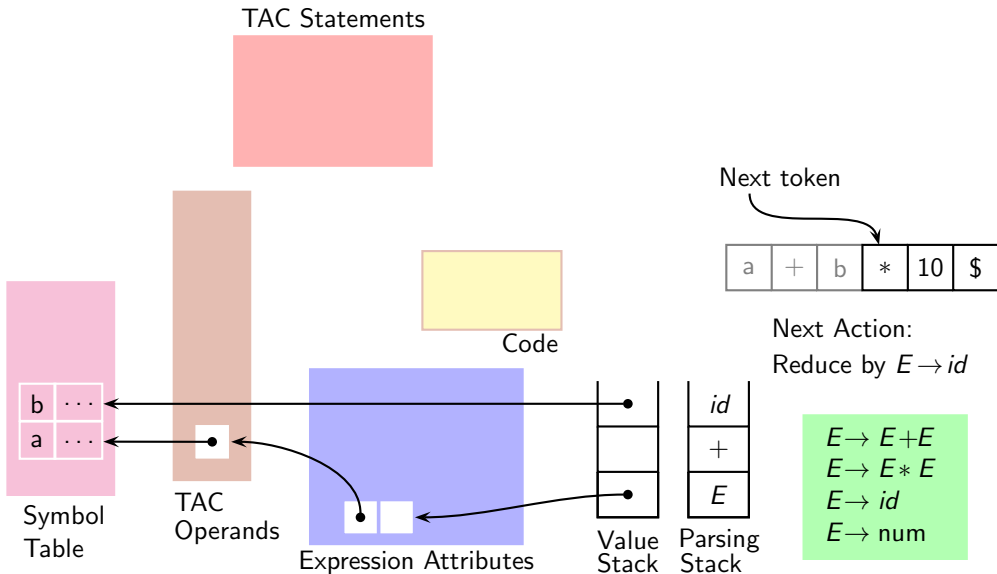 TAC Statements
Next token
a + b * 10 $
Code
Next Action:
Reduce by E → id
b ···
a ···
id
+
E
E → E + E
E → E * E
E → id
E → num
Symbol
Table
TAC
Operands
Expression Attributes
Value
Stack
Parsing
Stack